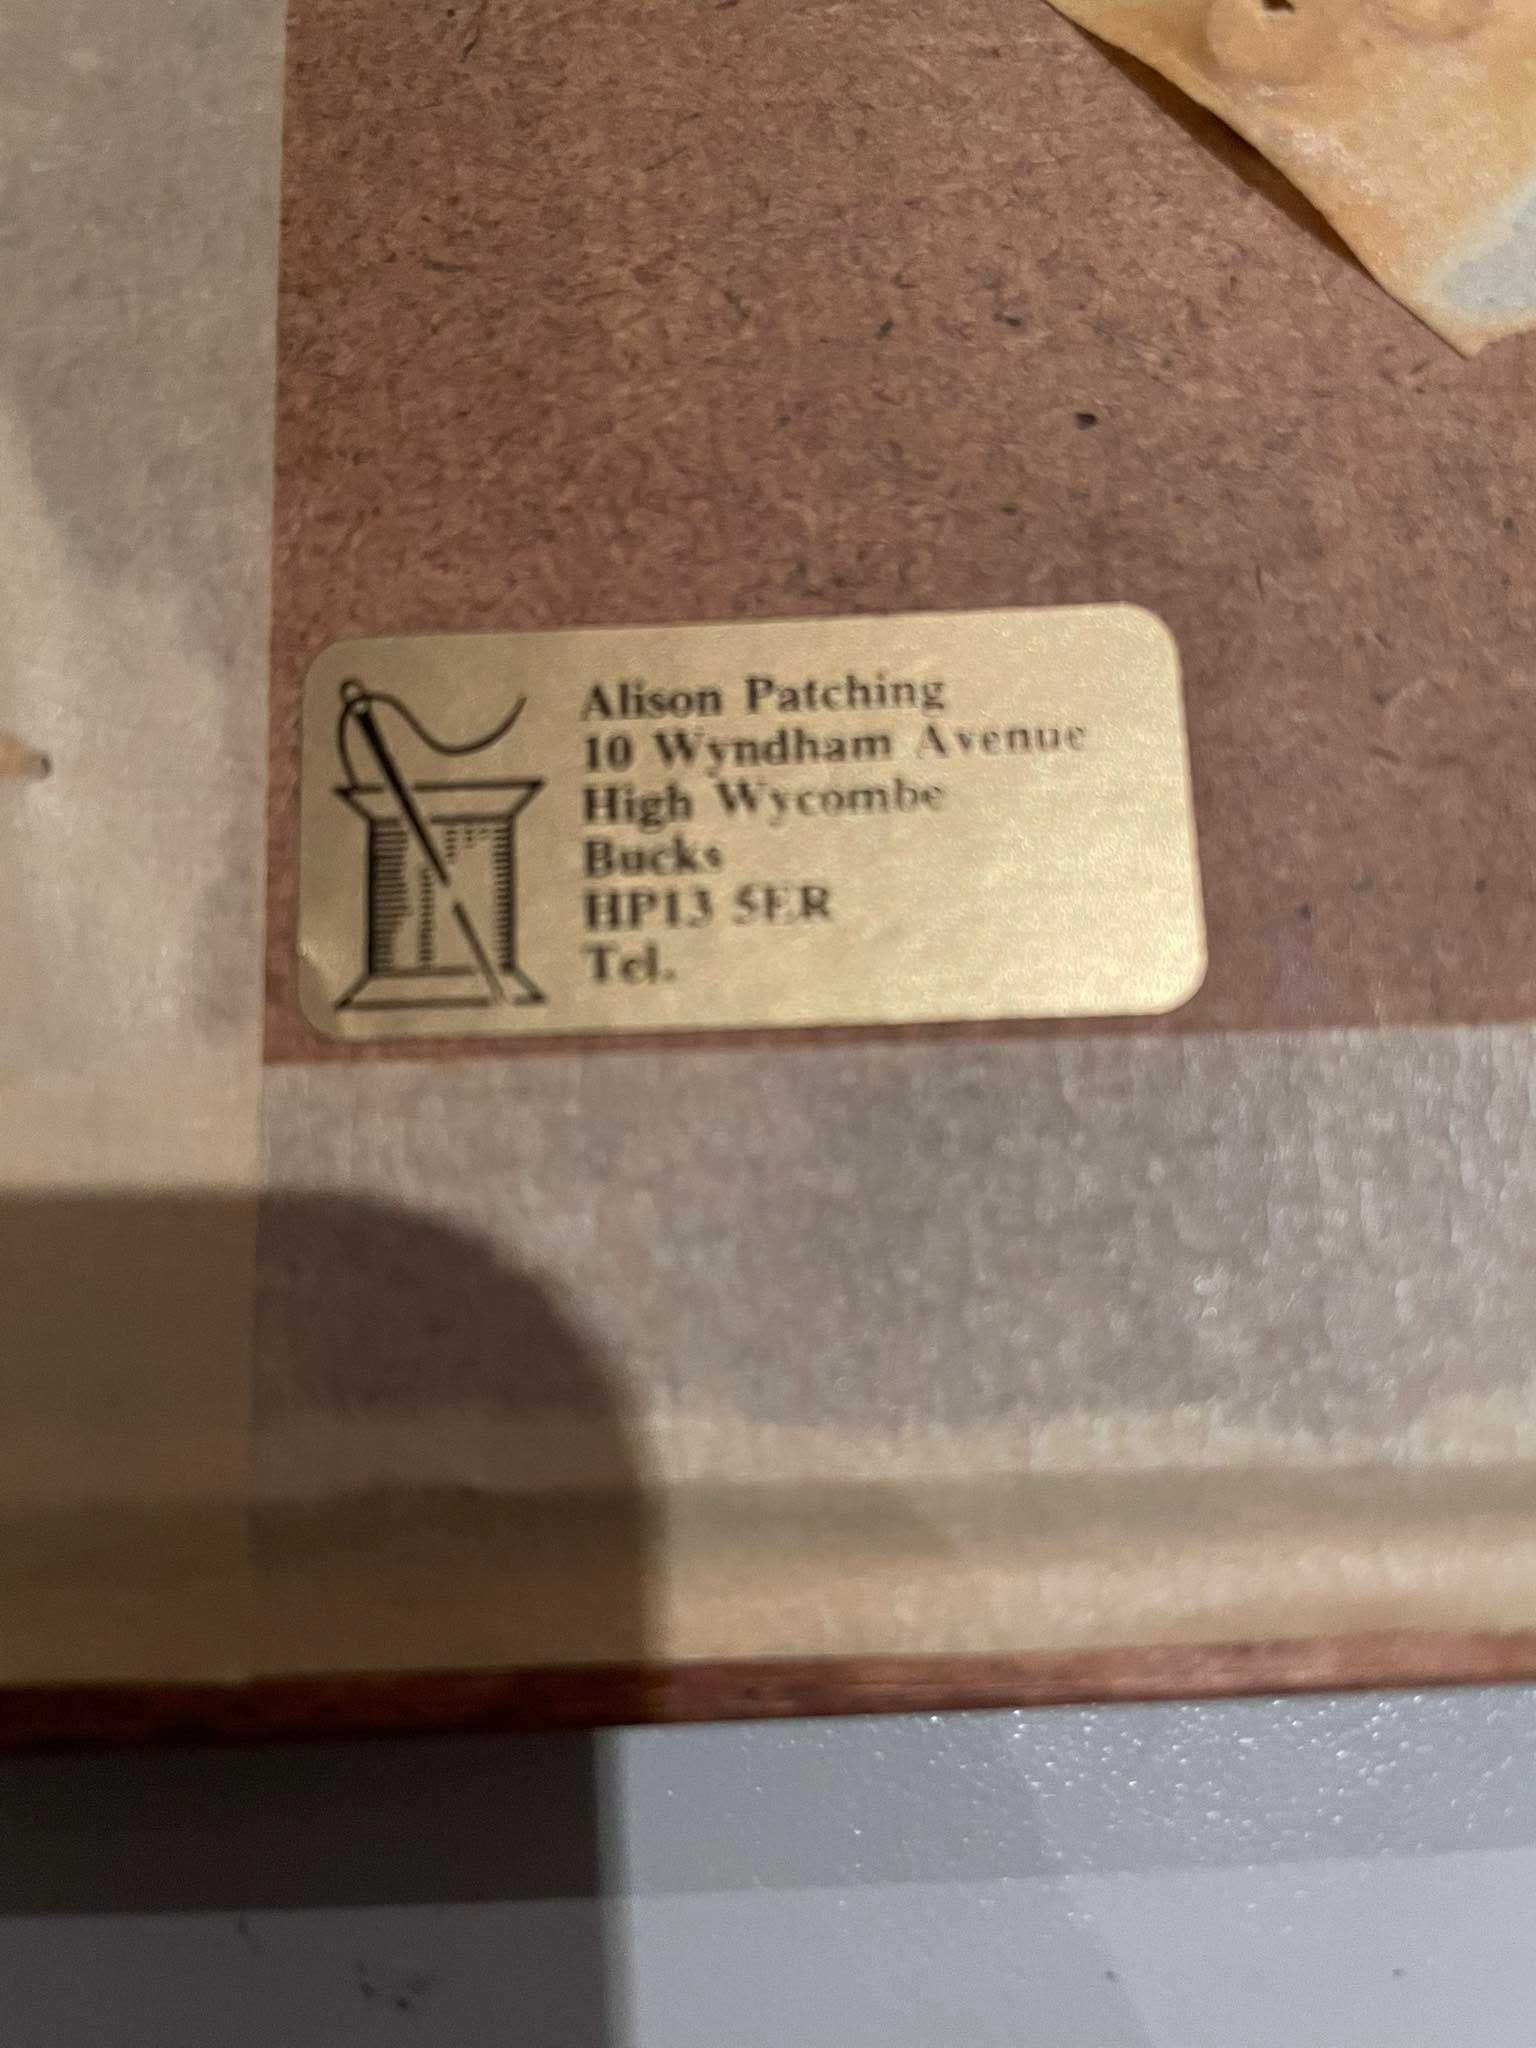 Alison Patching
10 Wyndham Avenue
High Wycombe
Bucks
HP13 5ER
Tel.